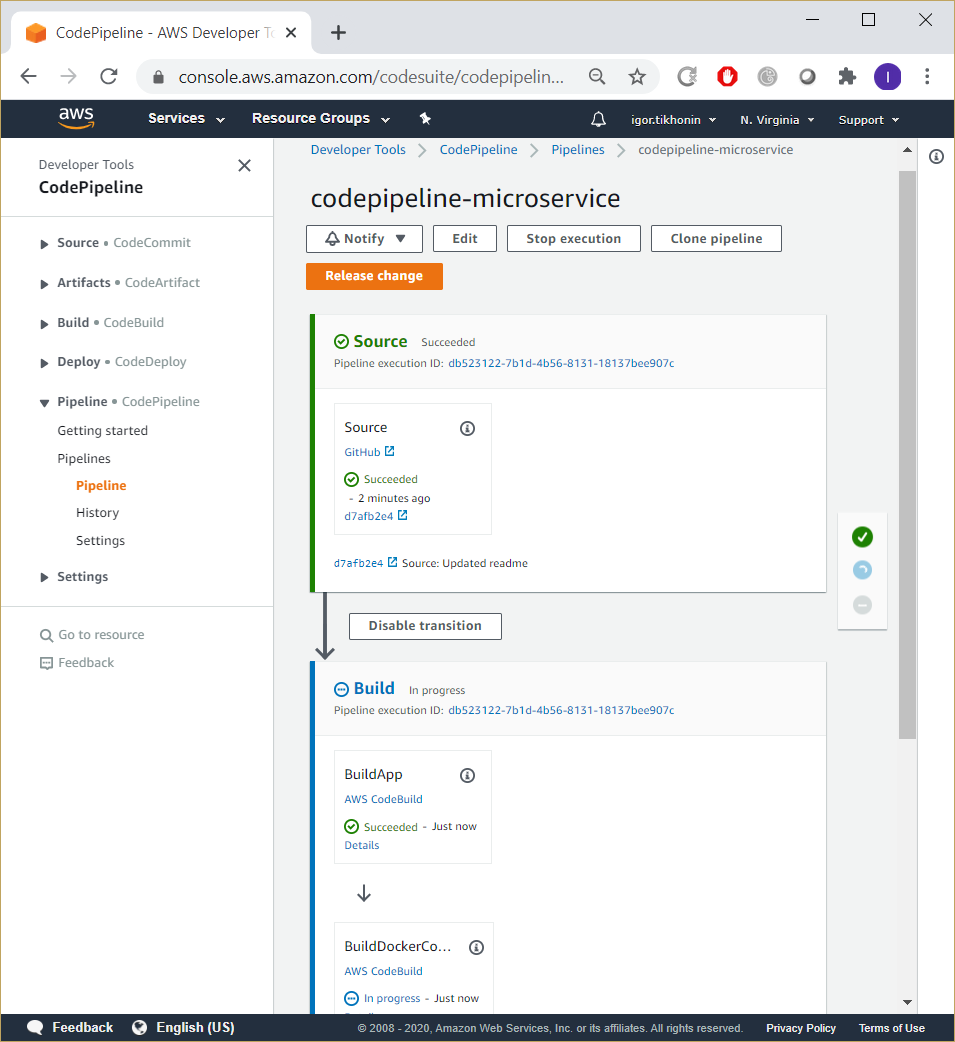 CodePipeline - AWS Developer To
console.aws.amazon.com/codesuite/codepipelin...
I
aws
Services
Resource Groups
igor.tikhonin
N. Virginia
Support
Developer Tools
CodePipeline
Source • CodeCommit
Artifacts • CodeArtifact
Build • CodeBuild
Deploy • CodeDeploy
Pipeline • CodePipeline
Getting started
Pipelines
Pipeline
History
Settings
Settings
Go to resource
Feedback
Developer Tools > CodePipeline > Pipelines > codepipeline-microservice
codepipeline-microservice
Notify
Edit
Stop execution
Clone pipeline
Release change
Source Succeeded
Pipeline execution ID: db523122-7b1d-4b56-8131-18137bee907c
Source
GitHub
Succeeded
- 2 minutes ago
d7afb2e4
d7afb2e4 Source: Updated readme
Disable transition
Build In progress
Pipeline execution ID: db523122-7b1d-4b56-8131-18137bee907c
BuildApp
AWS CodeBuild
Succeeded - Just now
Details
BuildDockerCo...
AWS CodeBuild
In progress - Just now
Feedback
English (US)
© 2008 - 2020, Amazon Web Services, Inc. or its affiliates. All rights reserved.
Privacy Policy
Terms of Use